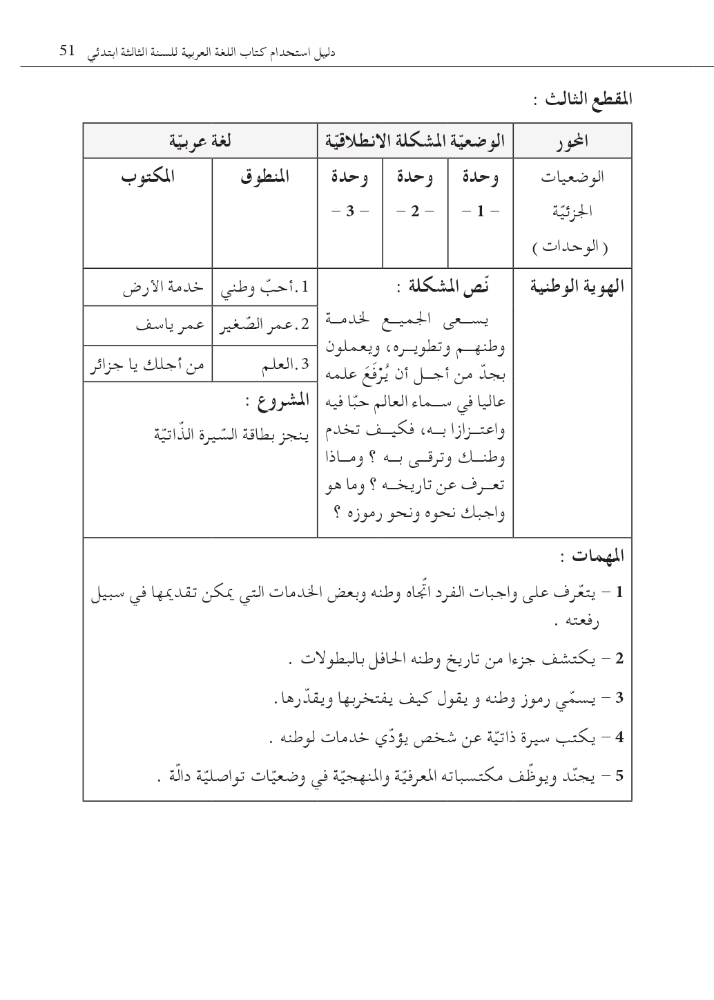 دليل استخدام كتاب اللغة العربية للسنة الثالثة ابتدئي 51
المقطع الثالث :
المحور
الوضعيّة المشكلة الانطلاقيّة
لغة عربيّة
الوضعيات
الجزئيّة
( الوحدات )
وحدة
– 1 –
وحدة
– 2 –
وحدة
– 3 –
المنطوق
المكتوب
الهوية الوطنية
نّص المشكلة :
يسعى الجميع لخدمة
وطنهم وتطويره، ويعملون
بجدّ من أجل أن يُرْفَعَ علمه
عاليا في سماء العالم حبّا فيه
واعتزازا به، فكيف تخدم
وطنك وترقى به ؟ وماذا
تعرف عن تاريخه ؟ وما هو
واجبك نحوه ونحو رموزه ؟
1.أحبّ وطني
خدمة الأرض
2.عمر الصّغير
عمر ياسف
3.العلم
من أجلك يا جزائر
المشروع :
ينجز بطاقة السّيرة الذّاتيّة
المهمات :
1 – يتعّرف على واجبات الفرد اتّجاه وطنه وبعض الخدمات التي يمكن تقديمها في سبيل
رفعته .
2 – يكتشف جزءا من تاريخ وطنه الحافل بالبطولات .
3 – يسمّي رموز وطنه و يقول كيف يفتخربها ويقدّرها.
4 – يكتب سيرة ذاتيّة عن شخص يؤدّي خدمات لوطنه .
5 – يجنّد ويوظّف مكتسباته المعرفيّة والمنهجيّة في وضعيّات تواصليّة دالّة .